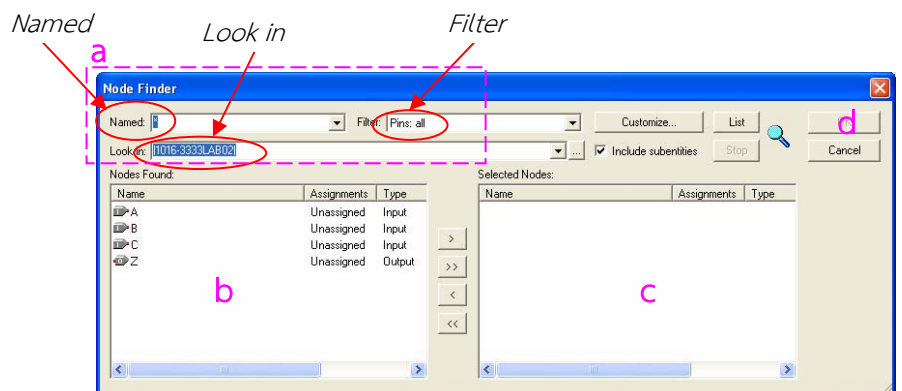 Named
Look in
Filter
a
Node Finder
Named: * Filter: Pins: all Customize... List d
Look in: |1016-3333LAB02| ... Include subentities Stop Cancel
Nodes Found: Selected Nodes:
Name Assignments Type Name Assignments Type
A Unassigned Input
B Unassigned Input
C Unassigned Input
Z Unassigned Output
>
>>
<
<<
b c